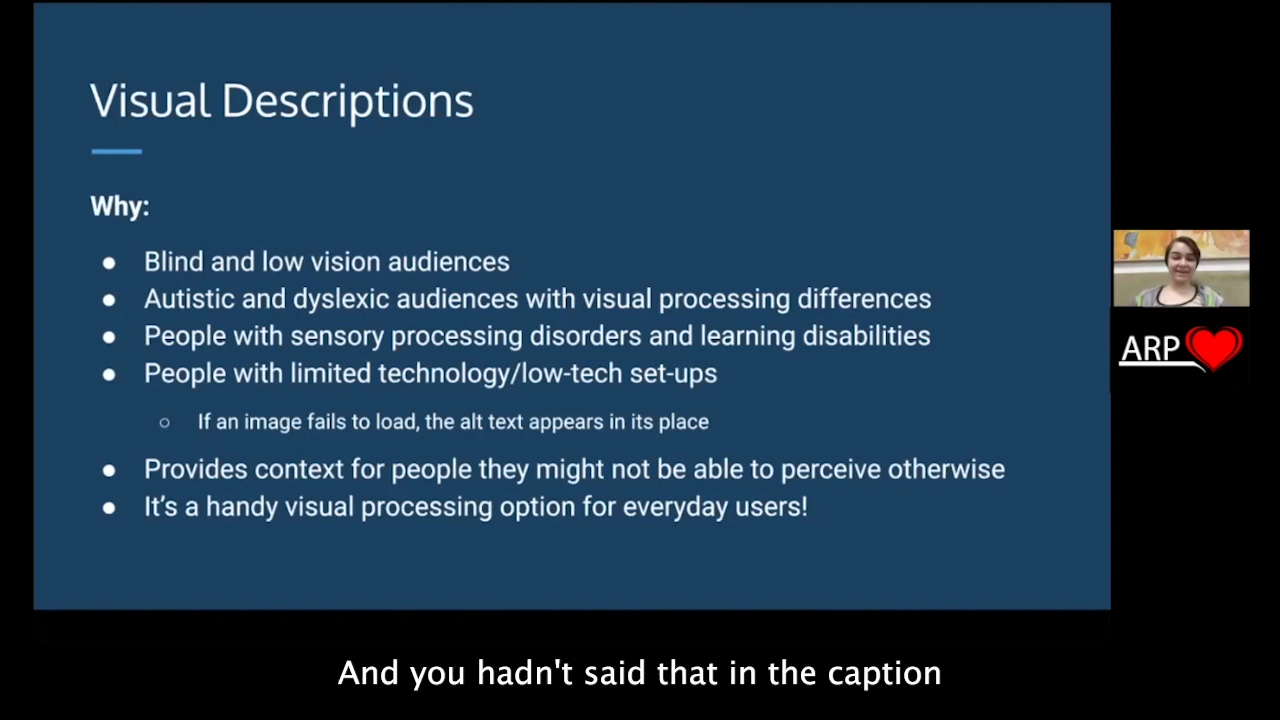 Visual Descriptions
Why:
● Blind and low vision audiences
● Autistic and dyslexic audiences with visual processing differences
● People with sensory processing disorders and learning disabilities
● People with limited technology/low-tech set-ups
○ If an image fails to load, the alt text appears in its place
● Provides context for people they might not be able to perceive otherwise
● It's a handy visual processing option for everyday users!
ARP
And you hadn't said that in the caption